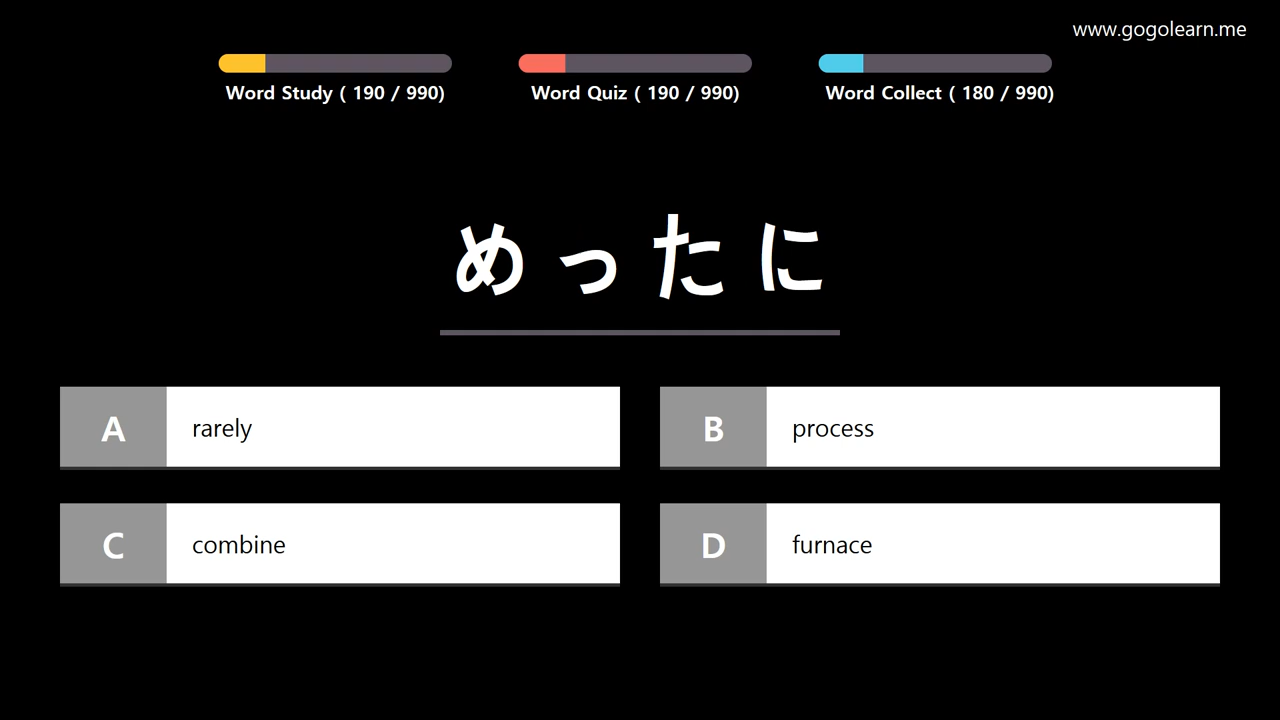 www.gogolearn.me
Word Study ( 190 / 990)
Word Quiz ( 190 / 990)
Word Collect ( 180 / 990)
めったに
A rarely
B process
C combine
D furnace